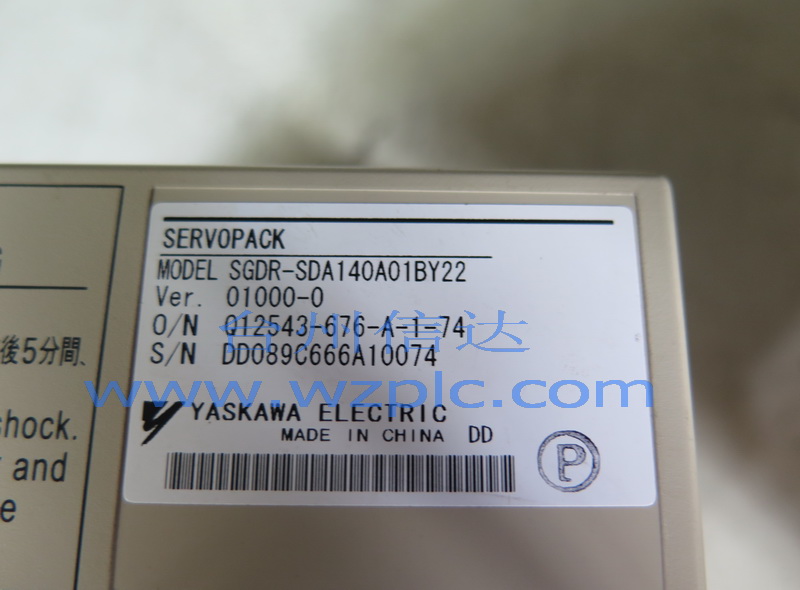 SERVOPACK
MODEL SGDR-SDA140A01BY22
Ver. 01000-0
O/N QT2543-676-A-1-74
S/N DD089C666A10074
台州信达
www.wzplc.com
YASKAWA ELECTRIC
MADE IN CHINA DD
P
後5分間、
shock.
and